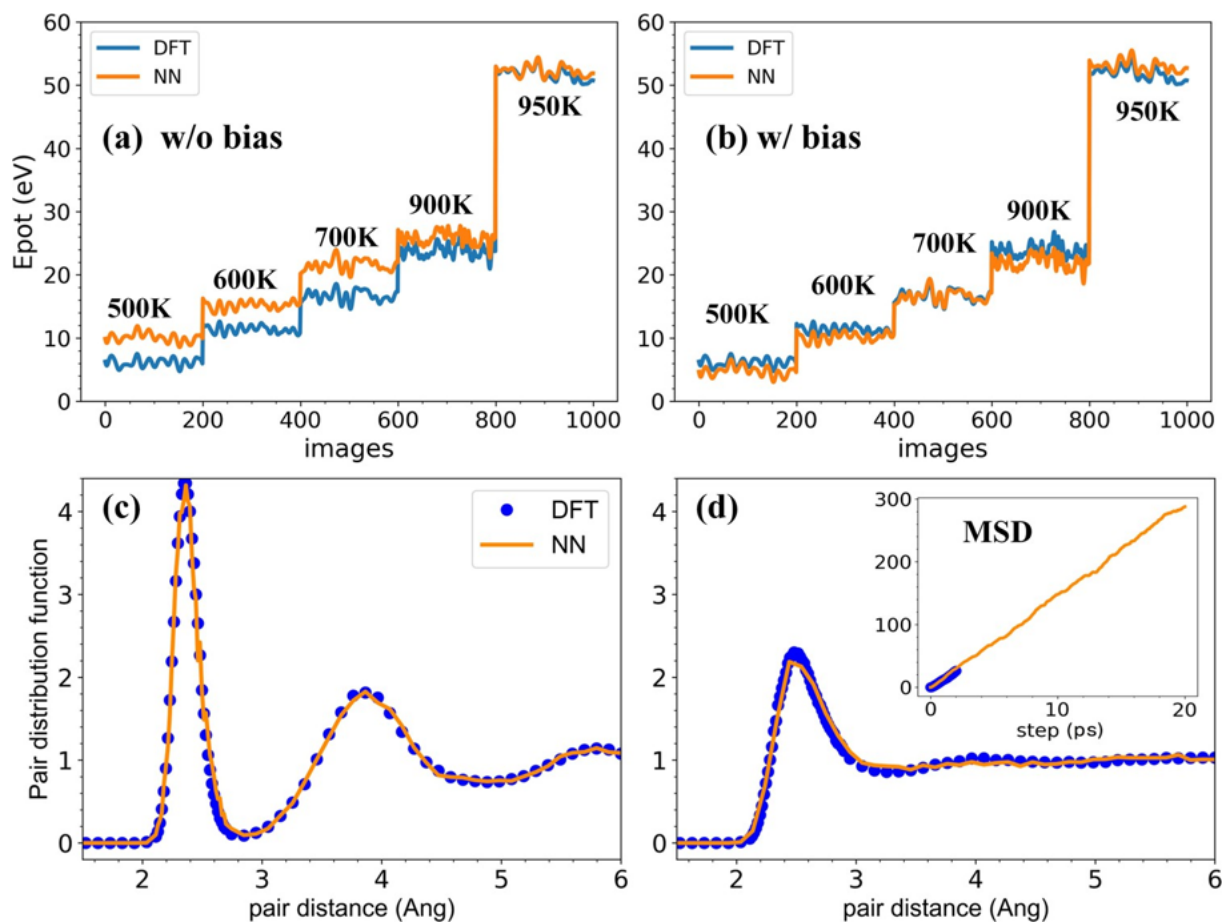 60
50
40
30
20
10
0
Epot (eV)
DFT
NN
(a) w/o bias
500K
600K
700K
900K
950K
0 200 400 600 800 1000
images
60
50
40
30
20
10
0
DFT
NN
(b) w/ bias
500K
600K
700K
900K
950K
0 200 400 600 800 1000
images
4
3
2
1
0
Pair distribution function
(c)
DFT
NN
2 3 4 5 6
pair distance (Ang)
4
3
2
1
0
(d)
300
200
100
0
MSD
0 10 20
step (ps)
2 3 4 5 6
pair distance (Ang)